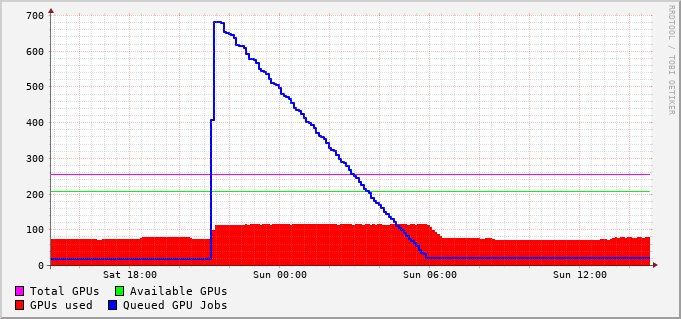 700
600
500
400
300
200
100
0
Sat 18:00 Sun 00:00 Sun 06:00 Sun 12:00
Total GPUs Available GPUs
GPUs used Queued GPU Jobs
RRDTOOL / TOBI OETIKER